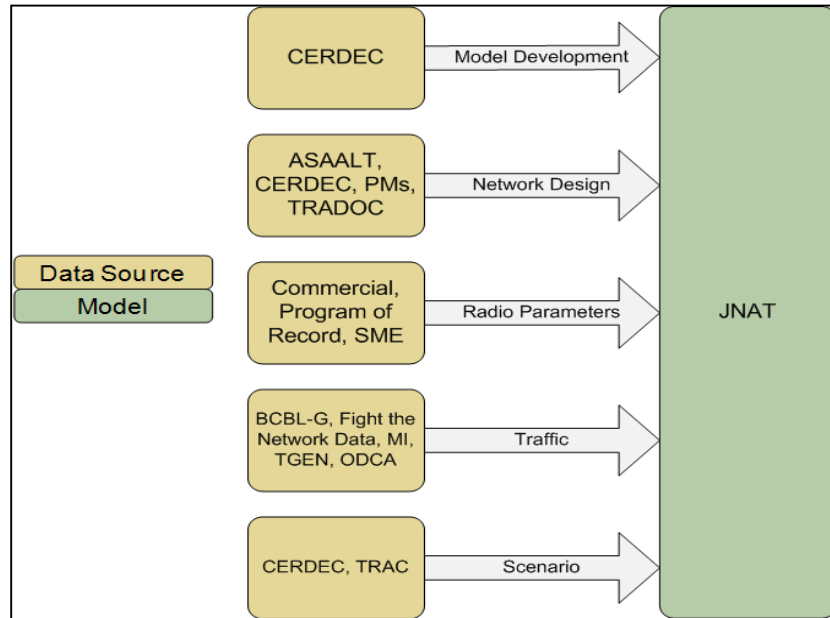 CERDEC
Model Development
ASAALT,
CERDEC, PMs,
TRADOC
Network Design
Data Source
Model
Commercial,
Program of
Record, SME
Radio Parameters
JNAT
BCBL-G, Fight the
Network Data, MI,
TGEN, ODCA
Traffic
CERDEC, TRAC
Scenario